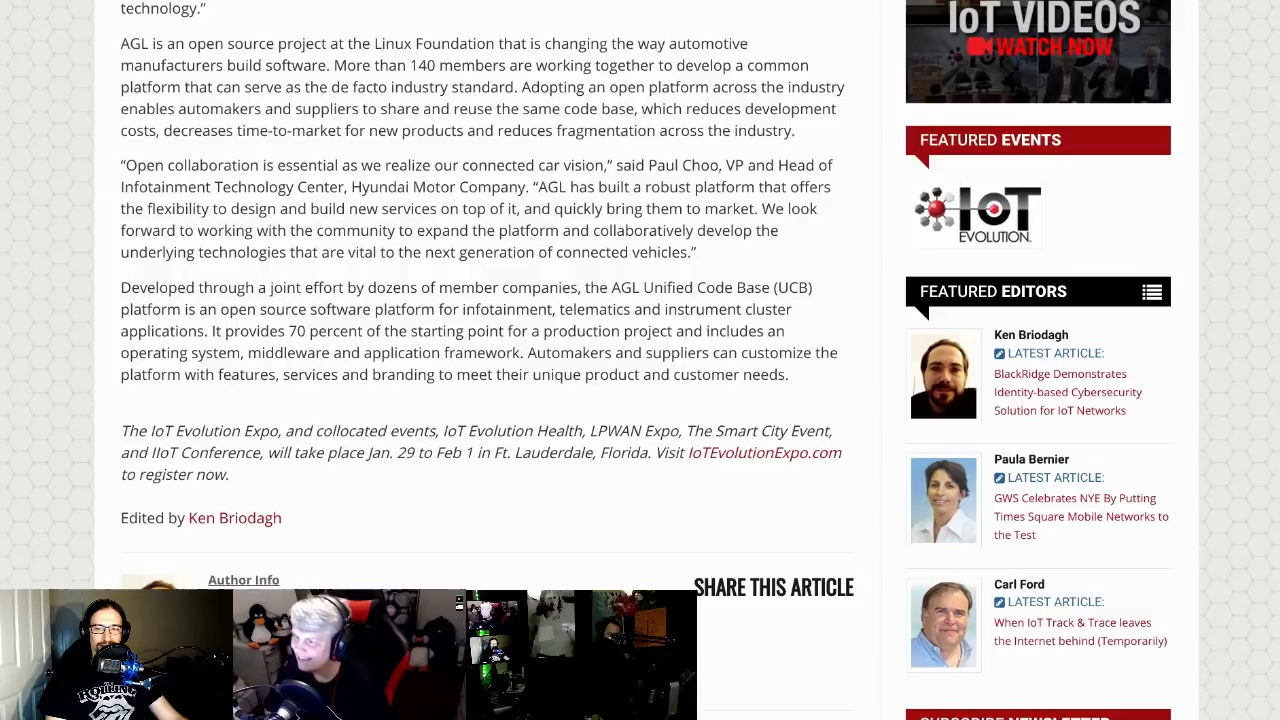 technology.”
AGL is an open source project at the Linux Foundation that is changing the way automotive
manufacturers build software. More than 140 members are working together to develop a common
platform that can serve as the de facto industry standard. Adopting an open platform across the industry
enables automakers and suppliers to share and reuse the same code base, which reduces development
costs, decreases time-to-market for new products and reduces fragmentation across the industry.
“Open collaboration is essential as we realize our connected car vision,” said Paul Choo, VP and Head of
Infotainment Technology Center, Hyundai Motor Company. “AGL has built a robust platform that offers
the flexibility to design and build new services on top of it, and quickly bring them to market. We look
forward to working with the community to expand the platform and collaboratively develop the
underlying technologies that are vital to the next generation of connected vehicles.”
Developed through a joint effort by dozens of member companies, the AGL Unified Code Base (UCB)
platform is an open source software platform for infotainment, telematics and instrument cluster
applications. It provides 70 percent of the starting point for a production project and includes an
operating system, middleware and application framework. Automakers and suppliers can customize the
platform with features, services and branding to meet their unique product and customer needs.
The IoT Evolution Expo, and collocated events, IoT Evolution Health, LPWAN Expo, The Smart City Event,
and IIoT Conference, will take place Jan. 29 to Feb 1 in Ft. Lauderdale, Florida. Visit IoTEvolutionExpo.com
to register now.
Edited by Ken Briodagh
Author Info
SHARE THIS ARTICLE
IoT VIDEOS
WATCH NOW
FEATURED EVENTS
IoT
EVOLUTION
FEATURED EDITORS
Ken Briodagh
LATEST ARTICLE:
BlackRidge Demonstrates
Identity-based Cybersecurity
Solution for IoT Networks
Paula Bernier
LATEST ARTICLE:
GWS Celebrates NYE By Putting
Times Square Mobile Networks to
the Test
Carl Ford
LATEST ARTICLE:
When IoT Track & Trace leaves
the Internet behind (Temporarily)
SUBSCRIBE NEWSLETTER